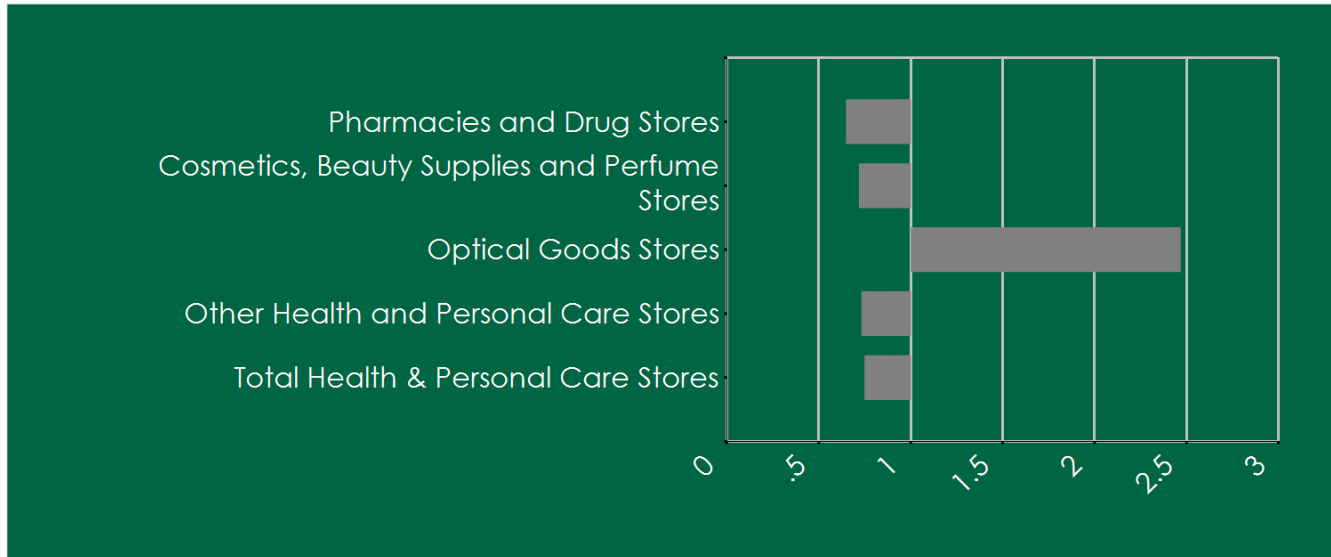 Pharmacies and Drug Stores
Cosmetics, Beauty Supplies and Perfume
Stores
Optical Goods Stores
Other Health and Personal Care Stores
Total Health & Personal Care Stores
0 .5 1 1.5 2 2.5 3